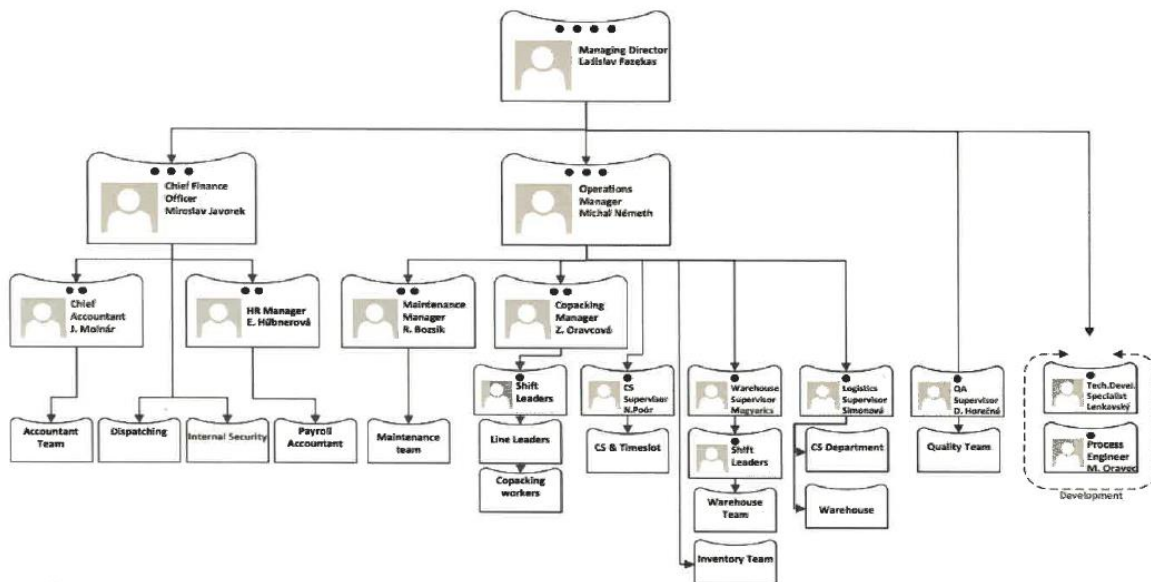 Managing Director
Ladislav Fazekas
Chief Finance
Officer
Miroslav Javorek
Operations
Manager
Michal Németh
Chief
Accountant
J. Molnár
HR Manager
E. Hübnerová
Maintenance
Manager
R. Bozsik
Copacking
Manager
Z. Oravcová
Shift
Leaders
CS
Supervisor
N.Poór
Warehouse
Supervisor
Magyarics
Logistics
Supervisor
Simonová
QA
Supervisor
D. Horečná
Tech.Devel.
Specialist
Lenkavský
Accountant
Team
Dispatching
Internal Security
Payroll
Accountant
Maintenance
team
Line Leaders
CS & Timeslot
Shift
Leaders
CS Department
Quality Team
Process
Engineer
M. Oravec
Copacking
workers
Warehouse
Team
Warehouse
Development
Inventory Team